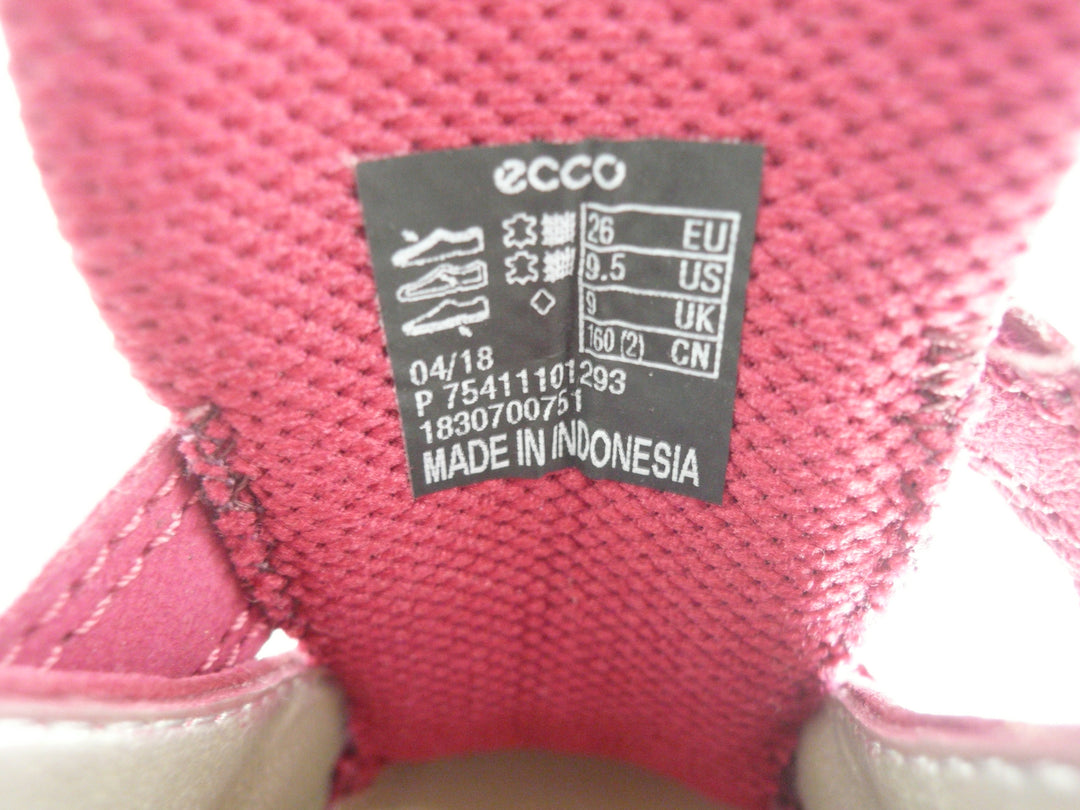 ecco
26 EU
9.5 US
9 UK
160 (2) CN
04/18
P 75411101293
1830700751
MADE IN INDONESIA